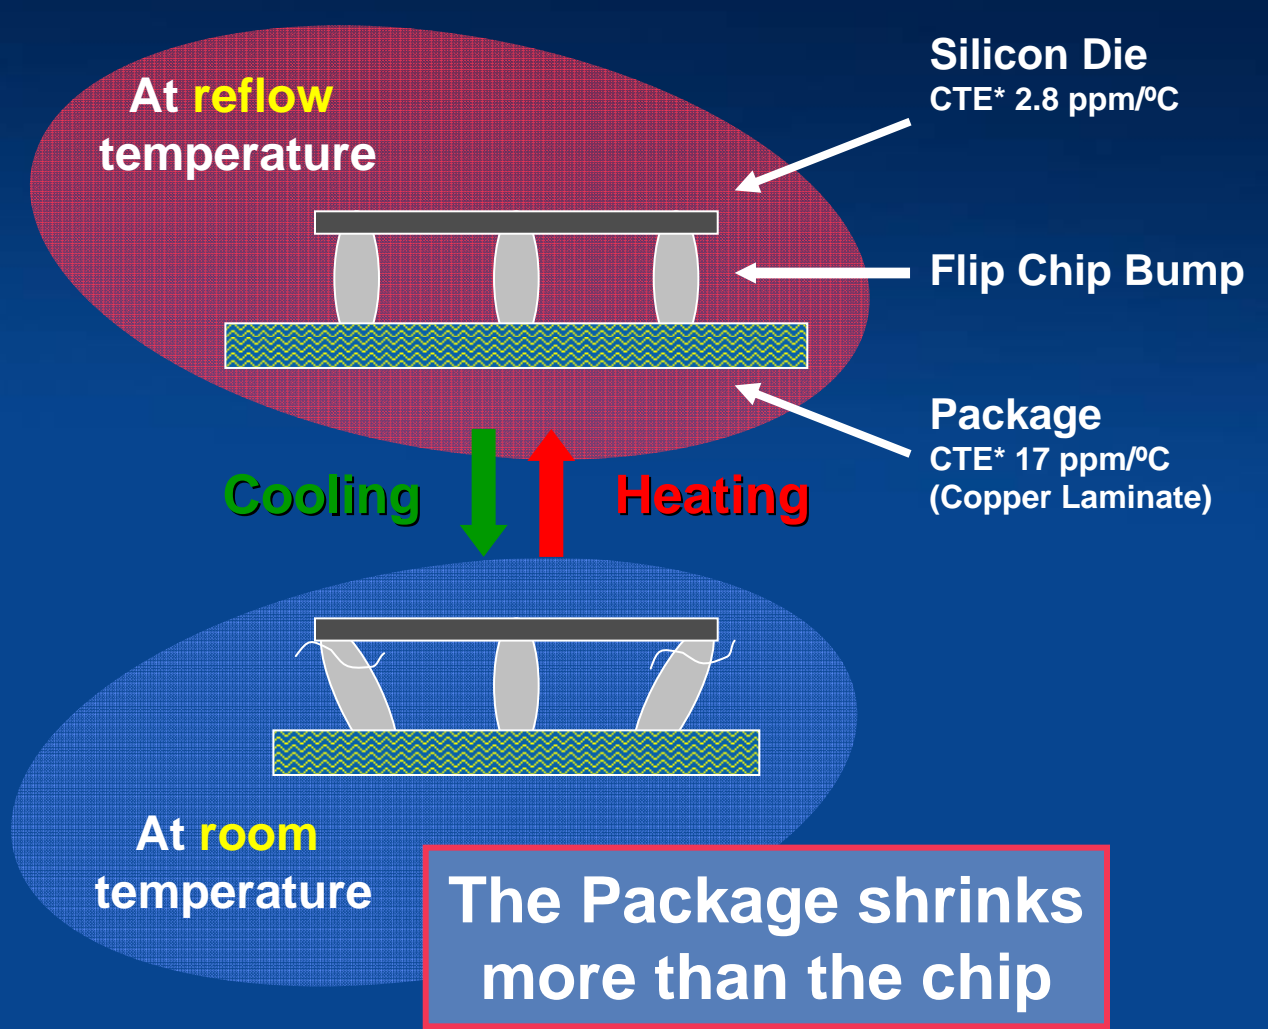 At reflow
temperature
Silicon Die
CTE* 2.8 ppm/ºC
Flip Chip Bump
Package
CTE* 17 ppm/ºC
(Copper Laminate)
Cooling
Heating
At room
temperature
The Package shrinks
more than the chip